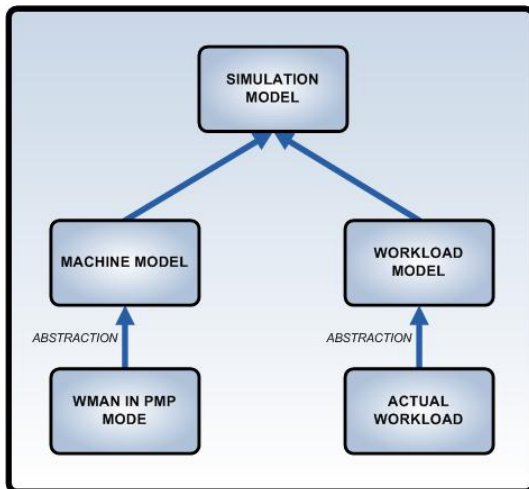 SIMULATION
MODEL
MACHINE MODEL
WORKLOAD
MODEL
ABSTRACTION
ABSTRACTION
WMAN IN PMP
MODE
ACTUAL
WORKLOAD